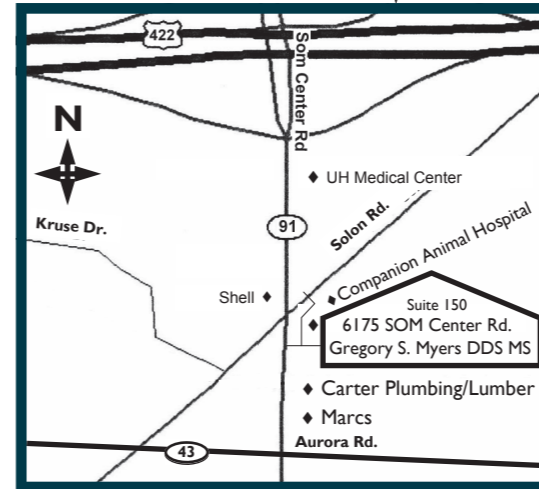 422
Som Center Rd
N
UH Medical Center
Solon Rd.
Kruse Dr.
91
Companion Animal Hospital
Shell
Suite 150
6175 SOM Center Rd.
Gregory S. Myers DDS MS
Carter Plumbing/Lumber
Marcs
Aurora Rd.
43